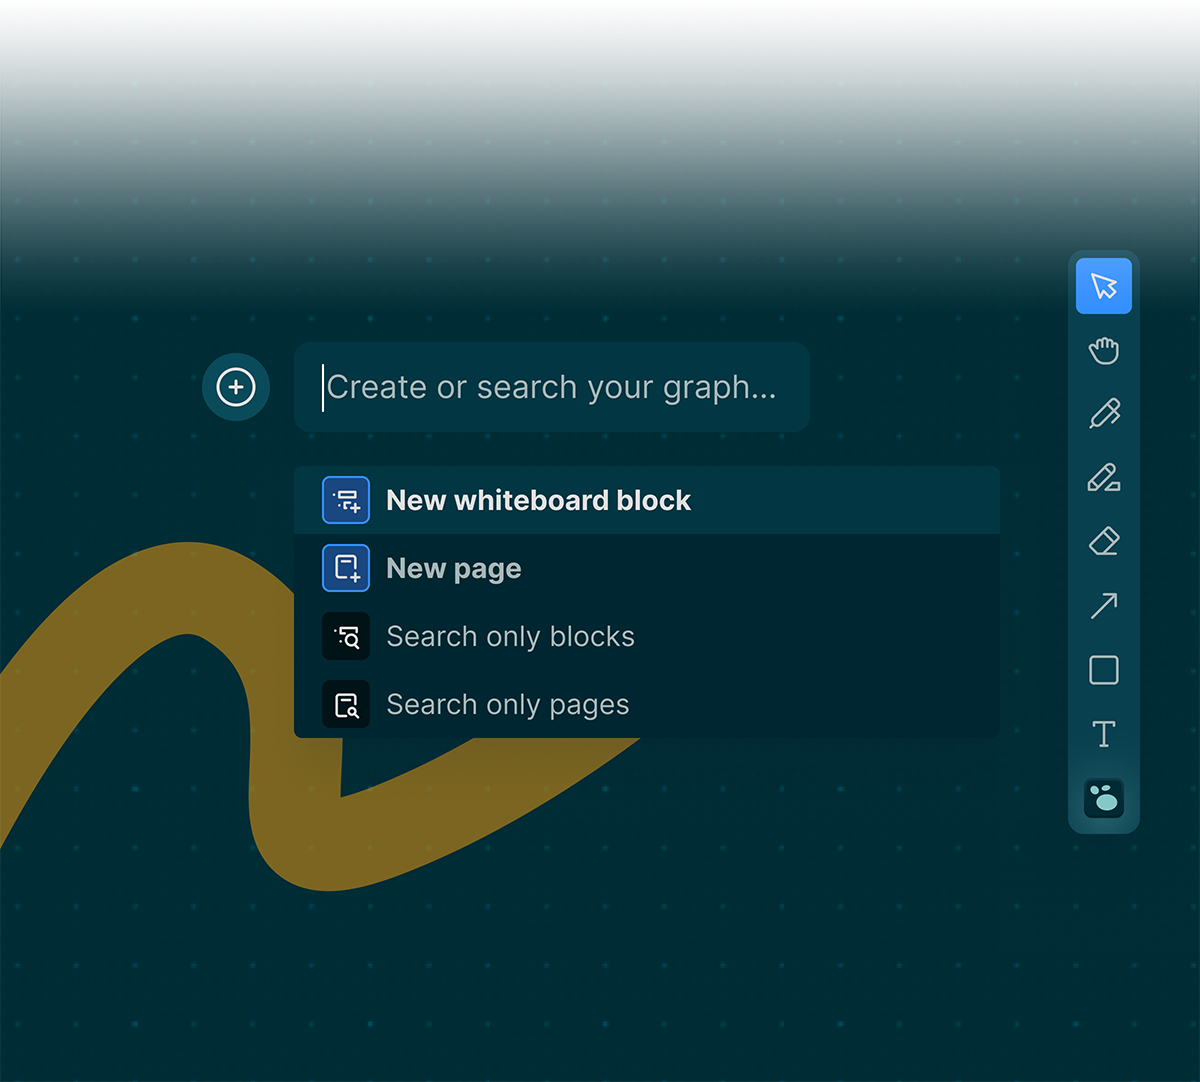 Create or search your graph...
New whiteboard block
New page
Search only blocks
Search only pages
T